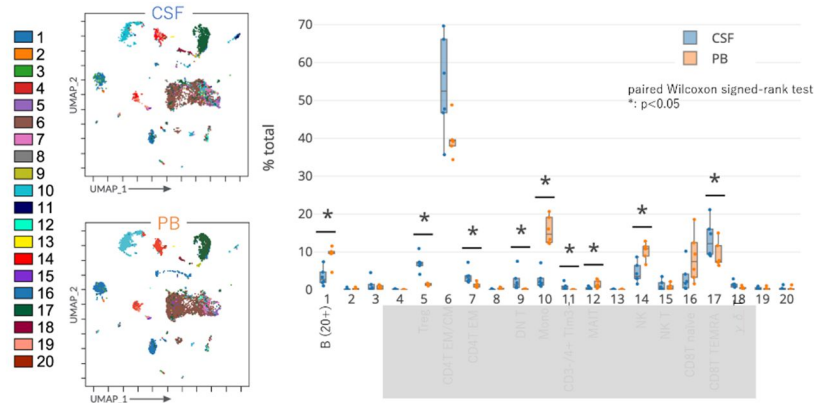 CSF
UMAP_2
UMAP_1
PB
UMAP_2
UMAP_1
1
2
3
4
5
6
7
8
9
10
11
12
13
14
15
16
17
18
19
20
% total
70
60
50
40
30
20
10
0
CSF
PB
paired Wilcoxon signed-rank test
*: p<0.05
* * * * * * * * *
1 2 3 4 5 6 7 8 9 10 11 12 13 14 15 16 17 18 19 20
B (20+)
Treg
CD4T EM/CM
CD4T EM
DN T
Mono
CD3-/4+ Tim3+
MAIT
NK
NK T
CD8T naive
CD8T TEMRA